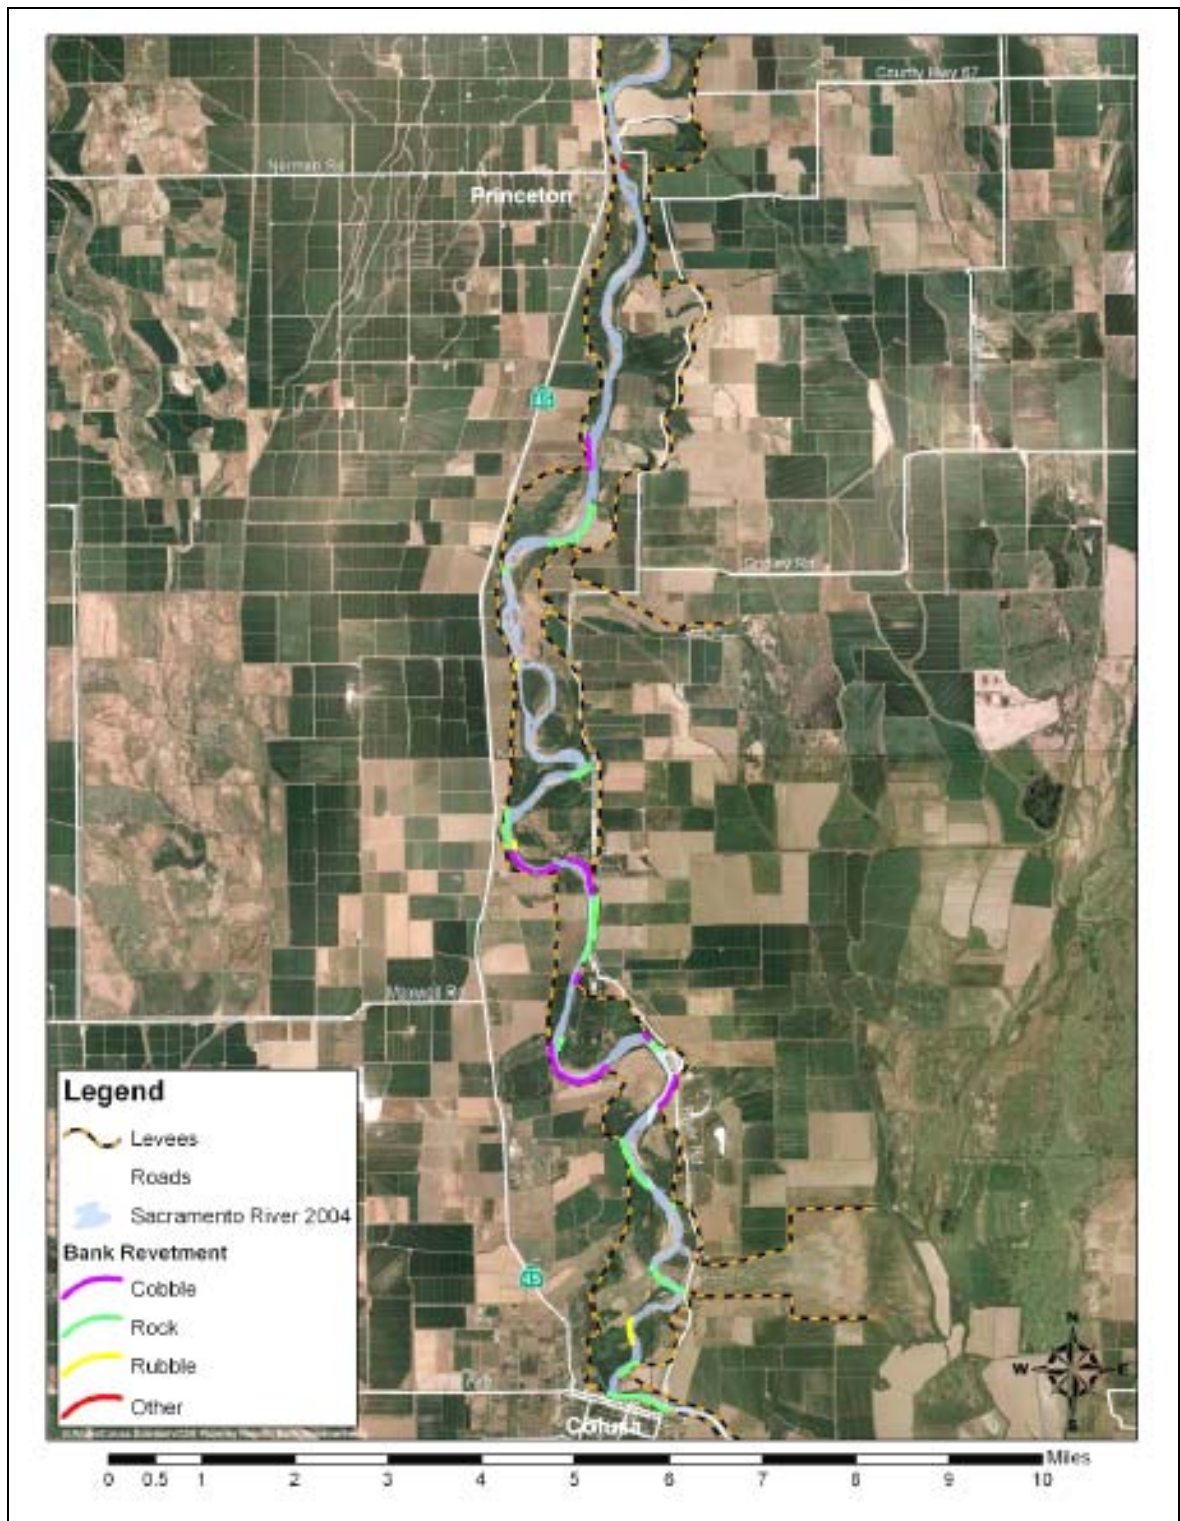 County Hwy 67
Norman Rd
Princeton
45
Gridley Rd
Maxwell Rd
45
Colusa
Legend
Levees
Roads
Sacramento River 2004
Bank Revetment
Cobble
Rock
Rubble
Other
N
W E
S
Miles
0 0.5 1 2 3 4 5 6 7 8 9 10